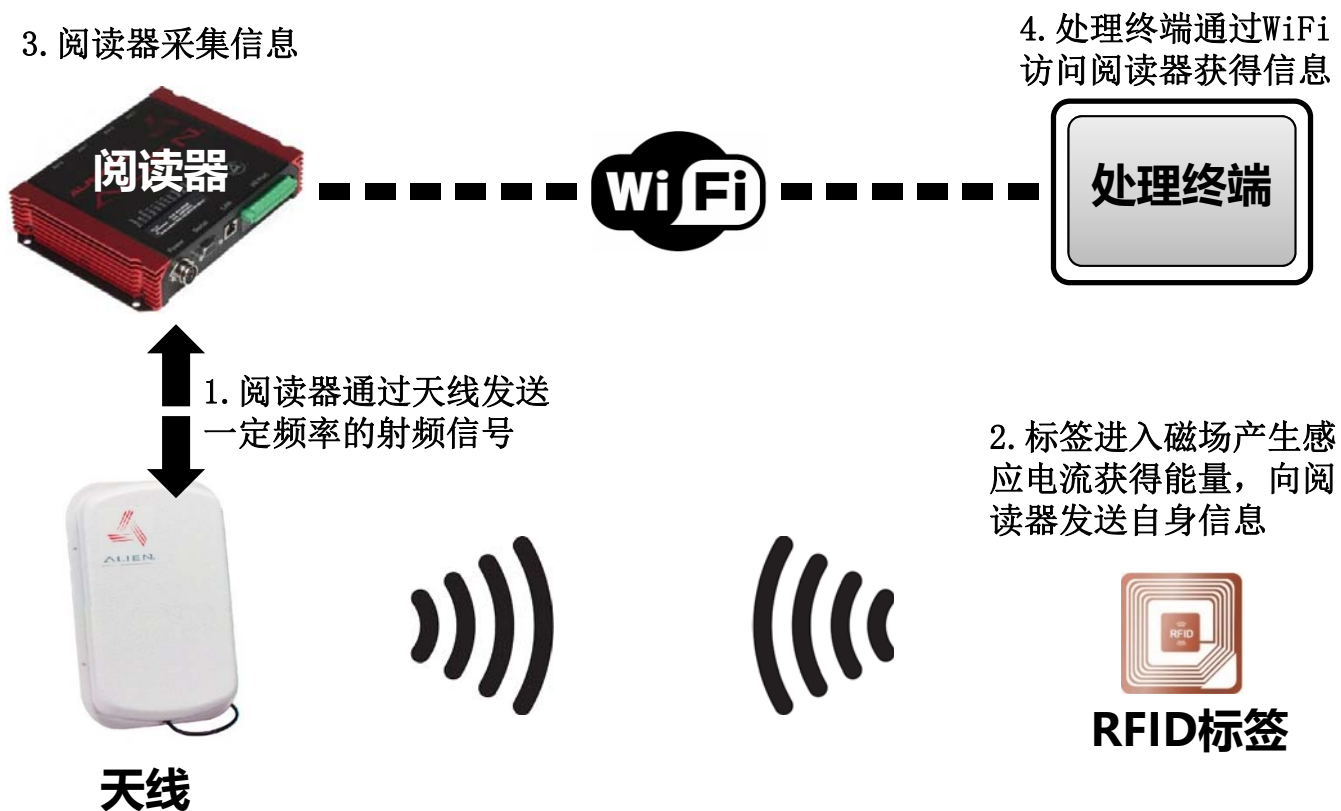 3.阅读器采集信息
4.处理终端通过WiFi
访问阅读器获得信息
阅读器
WiFi
处理终端
1.阅读器通过天线发送
一定频率的射频信号
2.标签进入磁场产生感
应电流获得能量，向阅
读器发送自身信息
ALIEN
RFID
RFID标签
天线